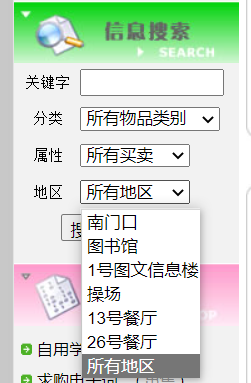 信息搜索
SEARCH
关键字
分类 所有物品类别
属性 所有买卖
地区 所有地区
南门口
图书馆
1号图文信息楼
操场
13号餐厅
26号餐厅
所有地区
OP
自用学